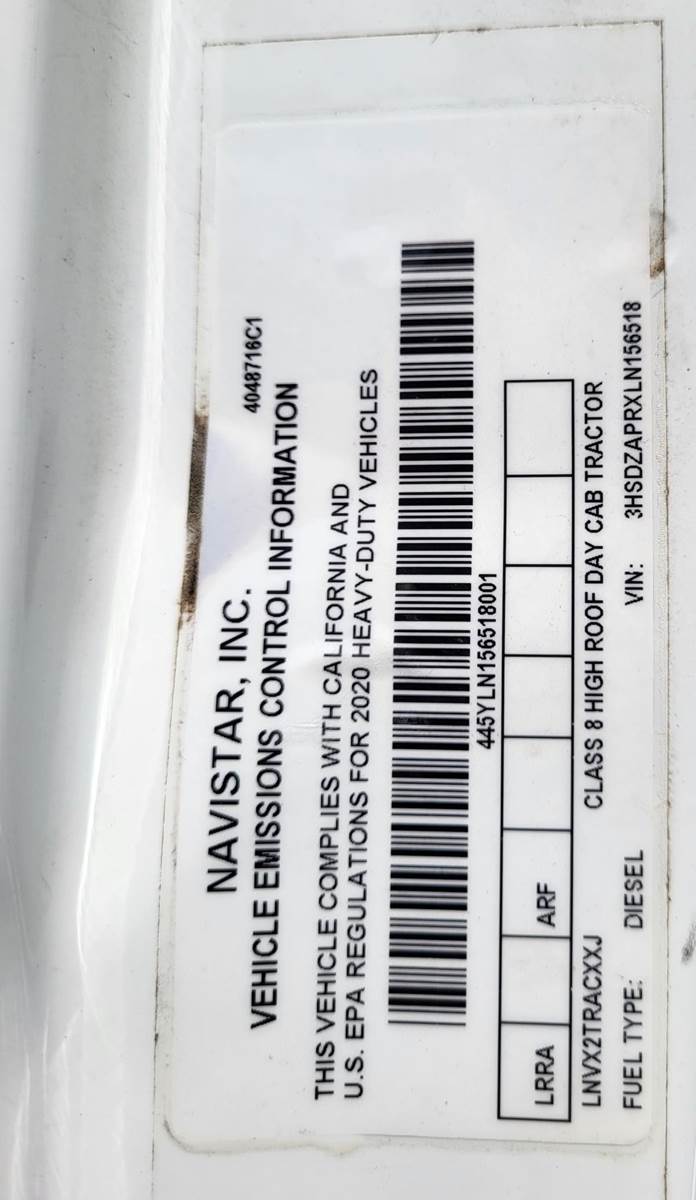 4048716C1
NAVISTAR, INC.
VEHICLE EMISSIONS CONTROL INFORMATION
THIS VEHICLE COMPLIES WITH CALIFORNIA AND
U.S. EPA REGULATIONS FOR 2020 HEAVY-DUTY VEHICLES
445YLN156518001
LRRA ARF
LNVX2TRACXXJ CLASS 8 HIGH ROOF DAY CAB TRACTOR
FUEL TYPE: DIESEL VIN: 3HSDZAPRXLN156518